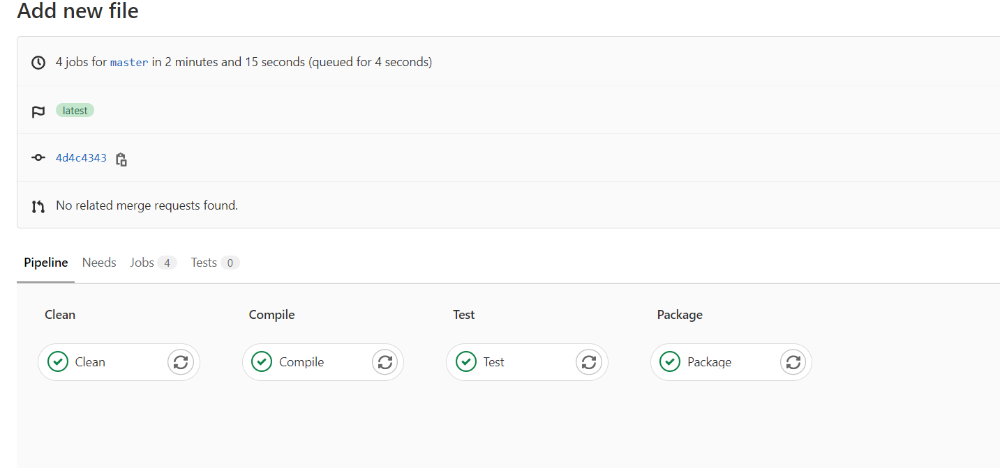 Add new file
4 jobs for master in 2 minutes and 15 seconds (queued for 4 seconds)
latest
4d4c4343
No related merge requests found.
Pipeline Needs Jobs 4 Tests 0
Clean Compile Test Package
Clean Compile Test Package